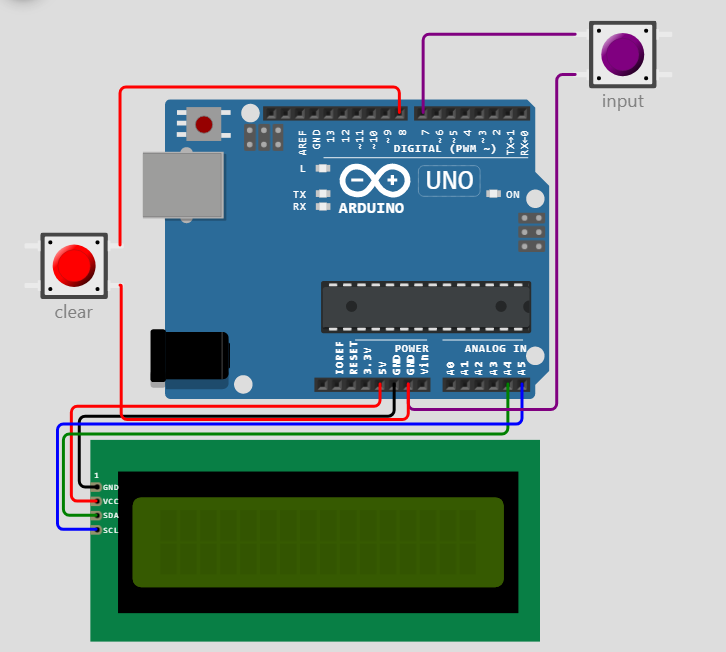 input
AREF
GND
13
12
~11
~10
~9
8
7
~6
~5
4
~3
2
TX→1
RX←0
DIGITAL (PWM ~)
L
TX
RX
UNO
ARDUINO
ON
clear
POWER
ANALOG IN
IOREF
RESET
3.3V
5V
GND
GND
Vin
A0
A1
A2
A3
A4
A5
1
GND
VCC
SDA
SCL